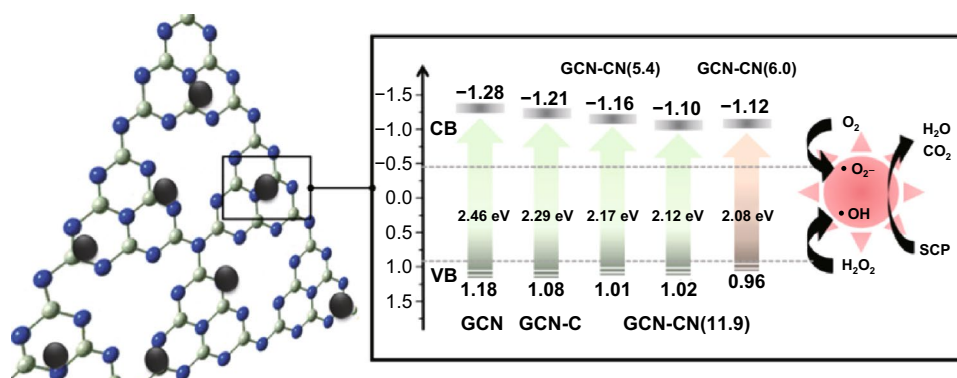 GCN-CN(5.4) GCN-CN(6.0)
−1.28 −1.21 −1.16 −1.10 −1.12
−1.5
CB
−1.0
−0.5
0.0
0.5
1.0
VB
1.5
2.46 eV 2.29 eV 2.17 eV 2.12 eV 2.08 eV
1.18 1.08 1.01 1.02 0.96
GCN GCN-C GCN-CN(11.9)
O₂
H₂O
CO₂
• O₂−
• OH
SCP
H₂O₂